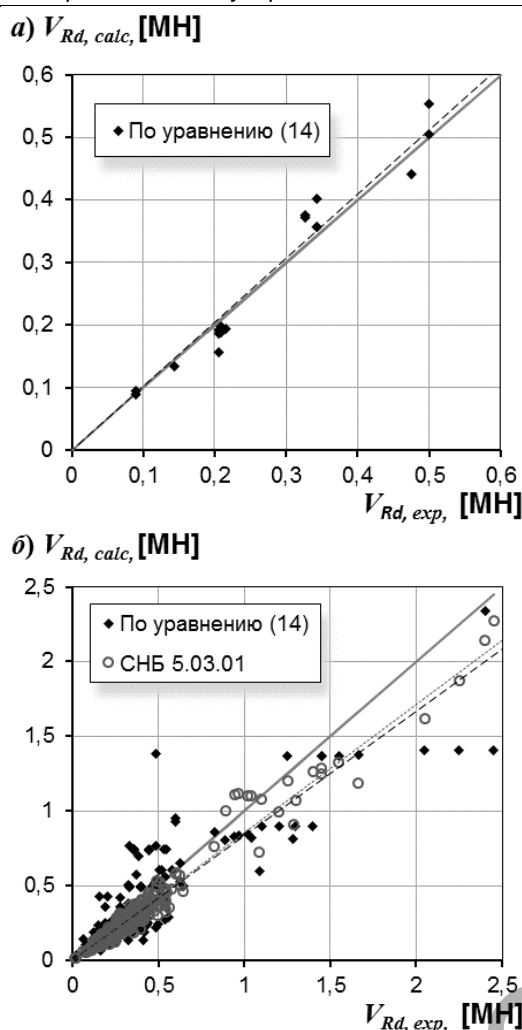 а) V_Rd, calc, [МН]
0,6
По уравнению (14)
0,5
0,4
0,3
0,2
0,1
0
0 0,1 0,2 0,3 0,4 0,5 0,6
V_Rd, exp, [МН]
б) V_Rd, calc, [МН]
2,5
По уравнению (14)
СНБ 5.03.01
2
1,5
1
0,5
0
0 0,5 1 1,5 2 2,5
V_Rd, exp, [МН]